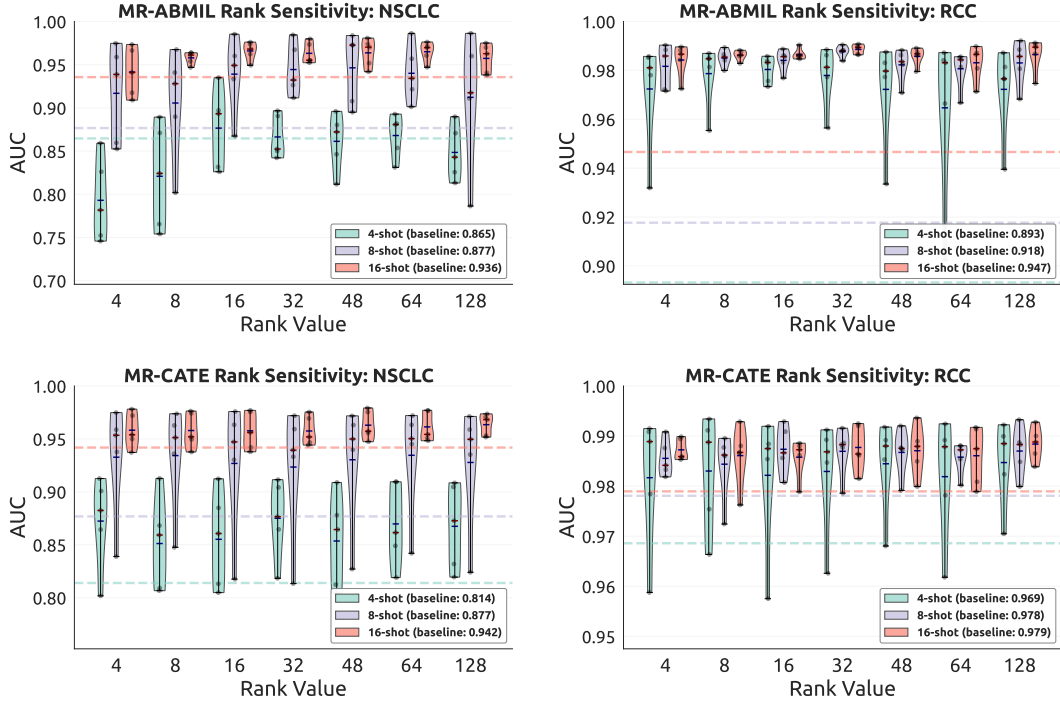 MR-ABMIL Rank Sensitivity: NSCLC
1.00
0.95
0.90
0.85
0.80
0.75
0.70
AUC
4-shot (baseline: 0.865)
8-shot (baseline: 0.877)
16-shot (baseline: 0.936)
4 8 16 32 48 64 128
Rank Value
MR-ABMIL Rank Sensitivity: RCC
1.00
0.98
0.96
0.94
0.92
0.90
AUC
4-shot (baseline: 0.893)
8-shot (baseline: 0.918)
16-shot (baseline: 0.947)
4 8 16 32 48 64 128
Rank Value
MR-CATE Rank Sensitivity: NSCLC
1.00
0.95
0.90
0.85
0.80
AUC
4-shot (baseline: 0.814)
8-shot (baseline: 0.877)
16-shot (baseline: 0.942)
4 8 16 32 48 64 128
Rank Value
MR-CATE Rank Sensitivity: RCC
1.00
0.99
0.98
0.97
0.96
0.95
AUC
4-shot (baseline: 0.969)
8-shot (baseline: 0.978)
16-shot (baseline: 0.979)
4 8 16 32 48 64 128
Rank Value